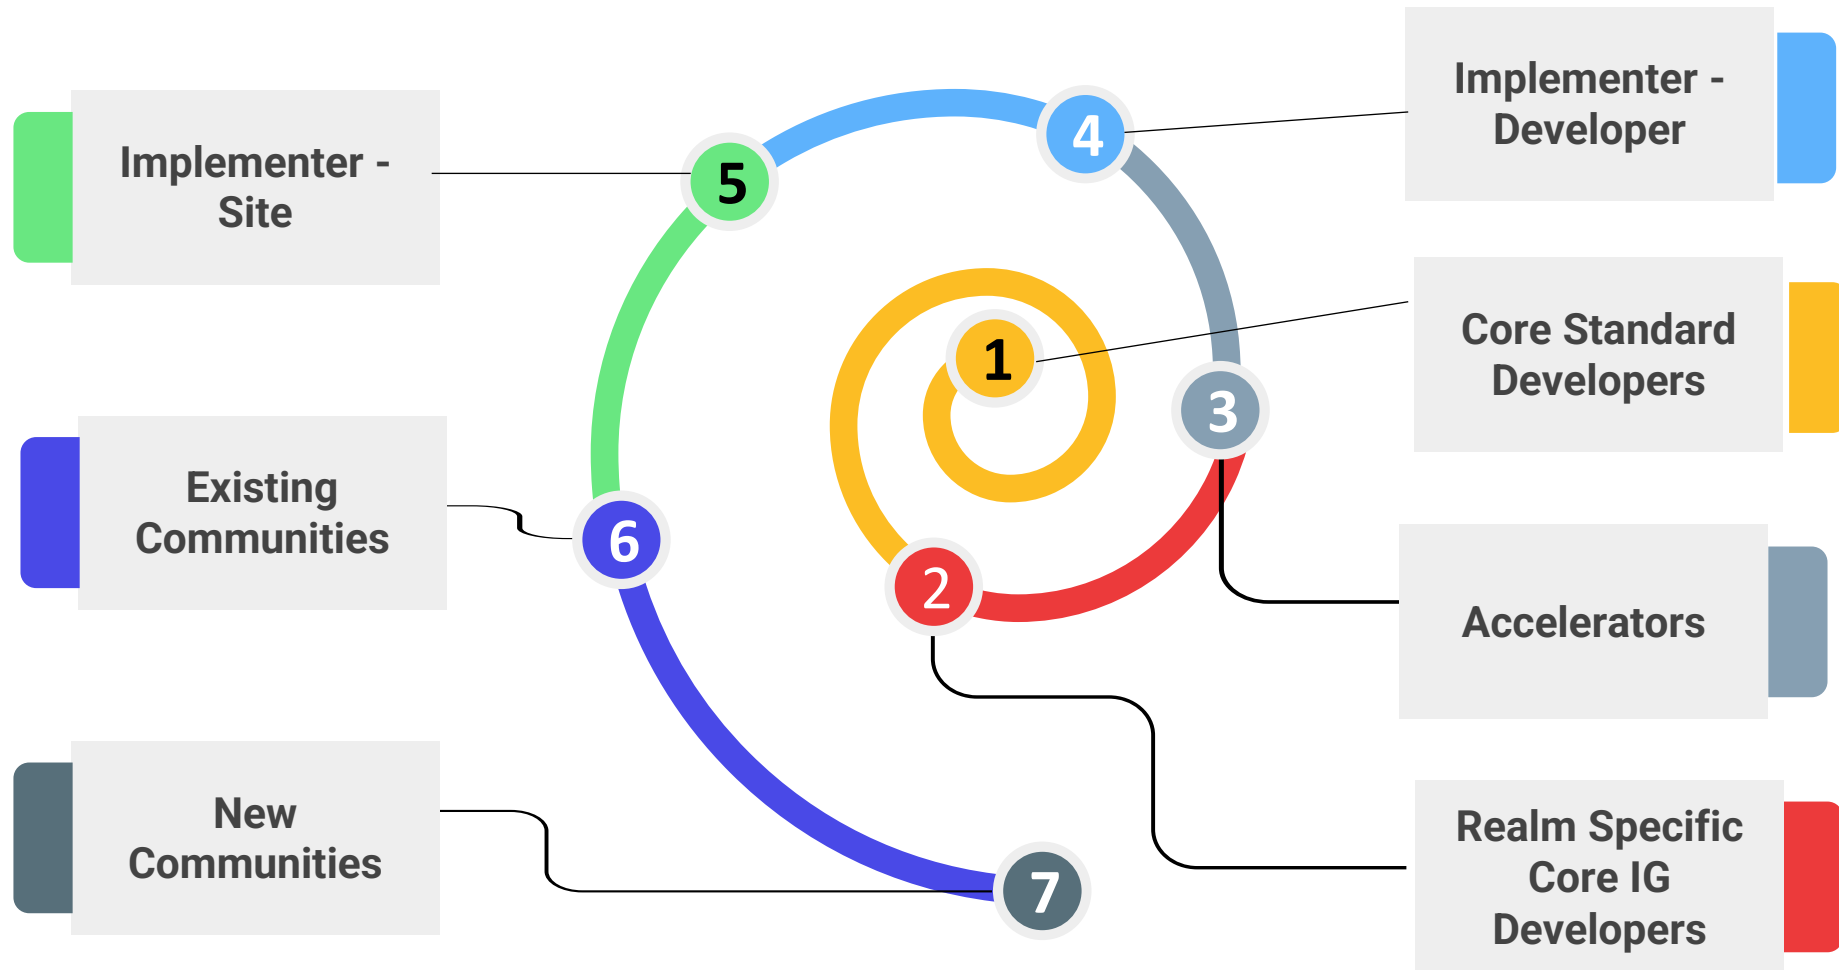 Implementer -
Site
Existing
Communities
New
Communities
5
4
1
3
6
2
7
Implementer -
Developer
Core Standard
Developers
Accelerators
Realm Specific
Core IG
Developers